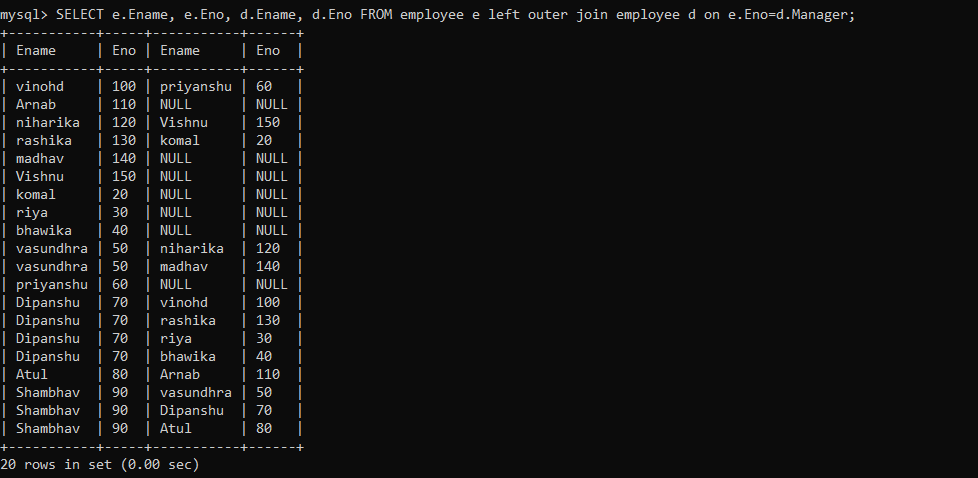 mysql> SELECT e.Ename, e.Eno, d.Ename, d.Eno FROM employee e left outer join employee d on e.Eno=d.Manager;
+-----------+-----+-----------+------+
| Ename     | Eno | Ename     | Eno  |
+-----------+-----+-----------+------+
| vinohd    | 100 | priyanshu | 60   |
| Arnab     | 110 | NULL      | NULL |
| niharika  | 120 | Vishnu    | 150  |
| rashika   | 130 | komal     | 20   |
| madhav    | 140 | NULL      | NULL |
| Vishnu    | 150 | NULL      | NULL |
| komal     | 20  | NULL      | NULL |
| riya      | 30  | NULL      | NULL |
| bhawika   | 40  | NULL      | NULL |
| vasundhra | 50  | niharika  | 120  |
| vasundhra | 50  | madhav    | 140  |
| priyanshu | 60  | NULL      | NULL |
| Dipanshu  | 70  | vinohd    | 100  |
| Dipanshu  | 70  | rashika   | 130  |
| Dipanshu  | 70  | riya      | 30   |
| Dipanshu  | 70  | bhawika   | 40   |
| Atul      | 80  | Arnab     | 110  |
| Shambhav  | 90  | vasundhra | 50   |
| Shambhav  | 90  | Dipanshu  | 70   |
| Shambhav  | 90  | Atul      | 80   |
+-----------+-----+-----------+------+
20 rows in set (0.00 sec)